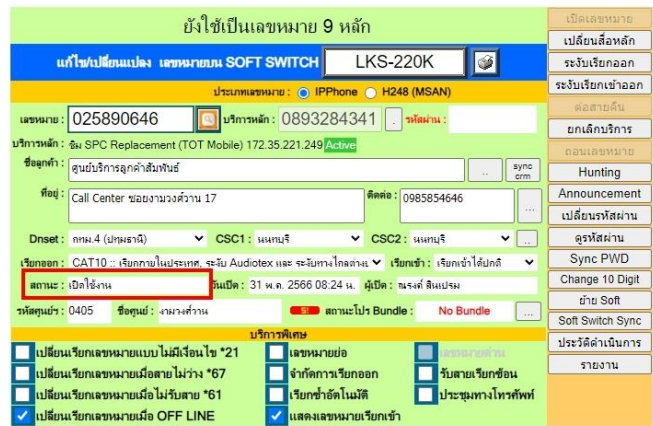 ยังใช้เป็นเลขหมาย 9 หลัก
แก้ไข/เปลี่ยนแปลง เลขหมายบน SOFT SWITCH LKS-220K
ประเภทเลขหมาย : IPPhone H248 (MSAN)
เลขหมาย : 025890646 บริการหลัก : 0893284341 . รหัสผ่าน :
บริการหลัก : ซิม SPC Replacement (TOT Mobile) 172.35.221.249 Active
ชื่อลูกค้า : ศูนย์บริการลูกค้าสัมพันธ์ .. sync crm
ที่อยู่ : Call Center ซอยงามวงศ์วาน 17 ติดต่อ : 0985854646 ...
Dnset : กทม.4 (ปทุมธานี) CSC1 : นนทบุรี CSC2 : นนทบุรี ..
เรียกออก : CAT10 :: เรียกภายในประเทศ, ระงับ Audiotex และ ระงับทางไกลต่างเ เรียกเข้า : เรียกเข้าได้ปกติ
สถานะ : เปิดใช้งาน วันเปิด : 31 พ.ค. 2566 08:24 น. ผู้เปิด : ณรงค์ สินเปรม
รหัสศูนย์ฯ : 0405 ชื่อศูนย์ : งามวงศ์วาน สถานะโปร Bundle : No Bundle ...
บริการพิเศษ
เปลี่ยนเรียกเลขหมายแบบไม่มีเงื่อนไข *21 เลขหมายย่อ เลขหมายด่วน
เปลี่ยนเรียกเลขหมายเมื่อสายไม่ว่าง *67 จำกัดการเรียกออก รับสายเรียกซ้อน
เปลี่ยนเรียกเลขหมายเมื่อไม่รับสาย *61 เรียกซ้ำอัตโนมัติ ประชุมทางโทรศัพท์
เปลี่ยนเรียกเลขหมายเมื่อ OFF LINE แสดงเลขหมายเรียกเข้า
เปิดเลขหมาย
เปลี่ยนสื่อหลัก
ระงับเรียกออก
ระงับเรียกเข้าออก
ต่อสายคืน
ยกเลิกบริการ
ถอนเลขหมาย
Hunting
Announcement
เปลี่ยนรหัสผ่าน
ดูรหัสผ่าน
Sync PWD
Change 10 Digit
ย้าย Soft
Soft Switch Sync
ประวัติดำเนินการ
รายงาน